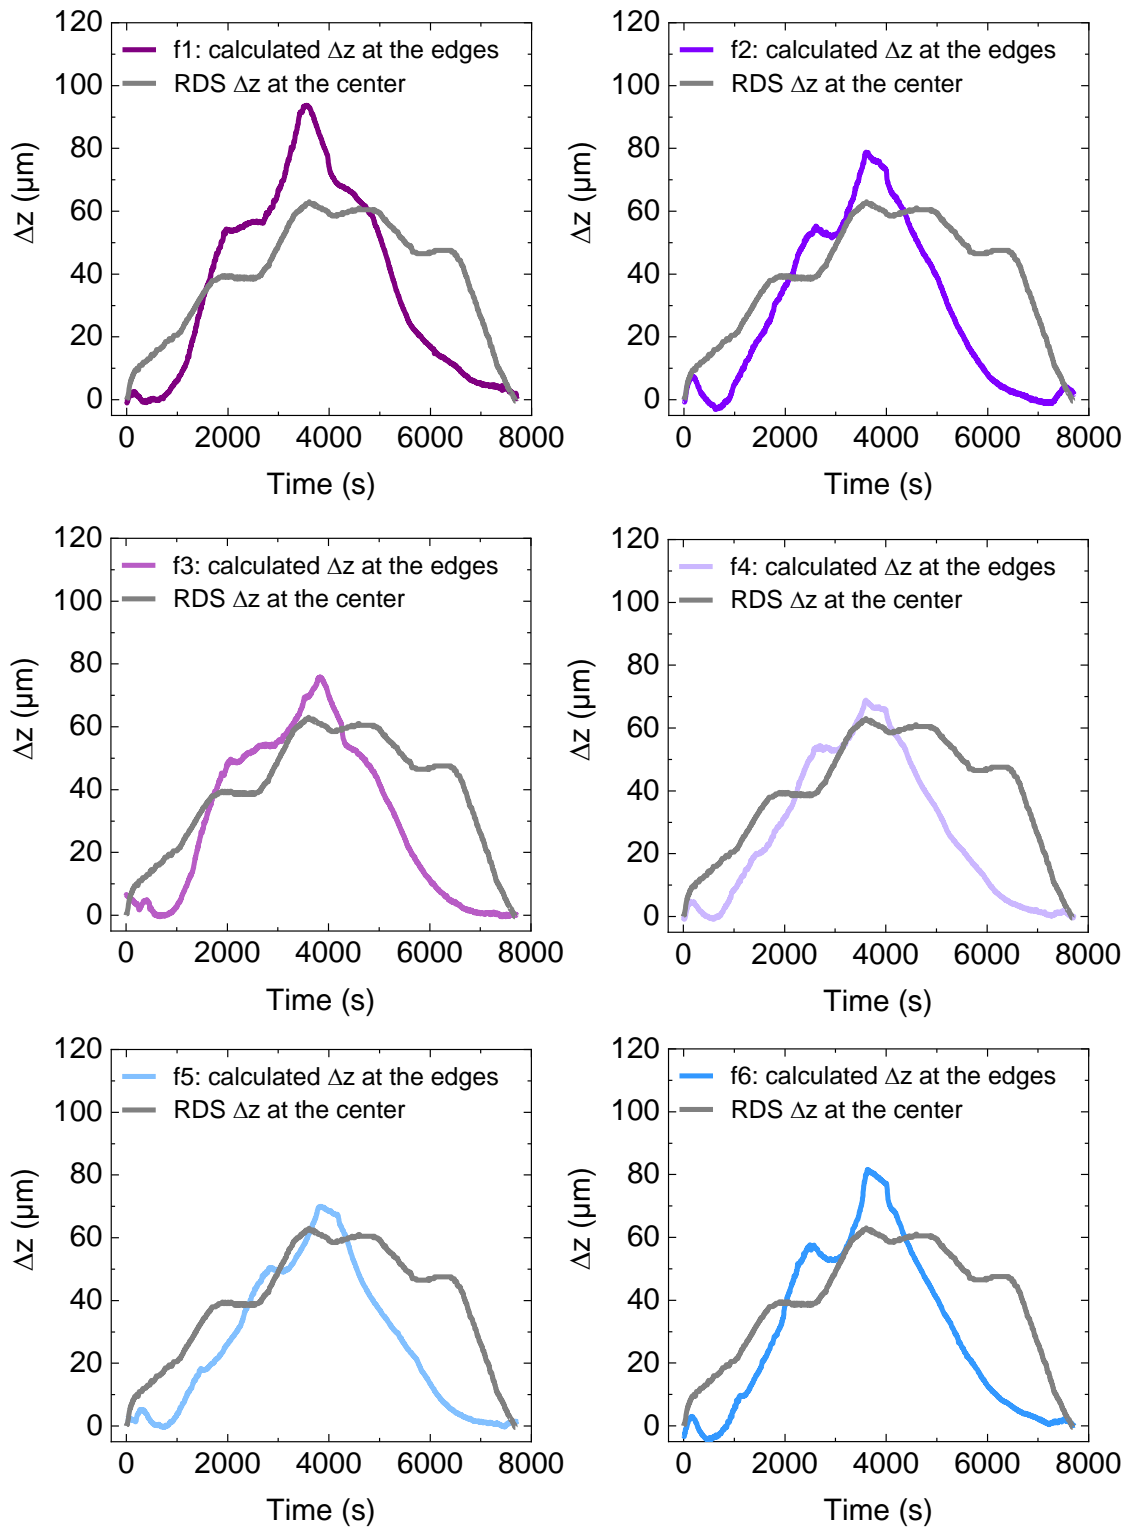 120
f1: calculated Δz at the edges
RDS Δz at the center
100
80
60
40
20
0
Δz (μm)
0 2000 4000 6000 8000
Time (s)
120
f2: calculated Δz at the edges
RDS Δz at the center
100
80
60
40
20
0
Δz (μm)
0 2000 4000 6000 8000
Time (s)
120
f3: calculated Δz at the edges
RDS Δz at the center
100
80
60
40
20
0
Δz (μm)
0 2000 4000 6000 8000
Time (s)
120
f4: calculated Δz at the edges
RDS Δz at the center
100
80
60
40
20
0
Δz (μm)
0 2000 4000 6000 8000
Time (s)
120
f5: calculated Δz at the edges
RDS Δz at the center
100
80
60
40
20
0
Δz (μm)
0 2000 4000 6000 8000
Time (s)
120
f6: calculated Δz at the edges
RDS Δz at the center
100
80
60
40
20
0
Δz (μm)
0 2000 4000 6000 8000
Time (s)